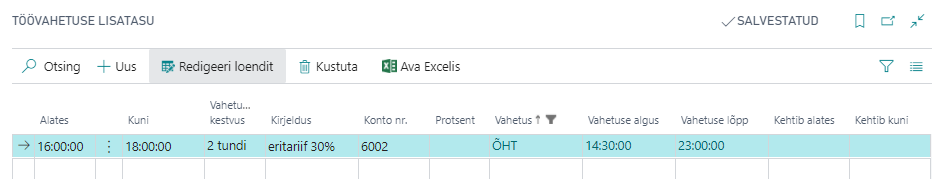 TÖÖVAHETUSE LISATASU
SALVESTATUD
Otsing
Uus
Redigeeri loendit
Kustuta
Ava Excelis
Alates Kuni Vahetu... kestvus Kirjeldus Konto nr. Protsent Vahetus Vahetuse algus Vahetuse lõpp Kehtib alates Kehtib kuni
16:00:00 18:00:00 2 tundi eritariif 30% 6002 ÕHT 14:30:00 23:00:00